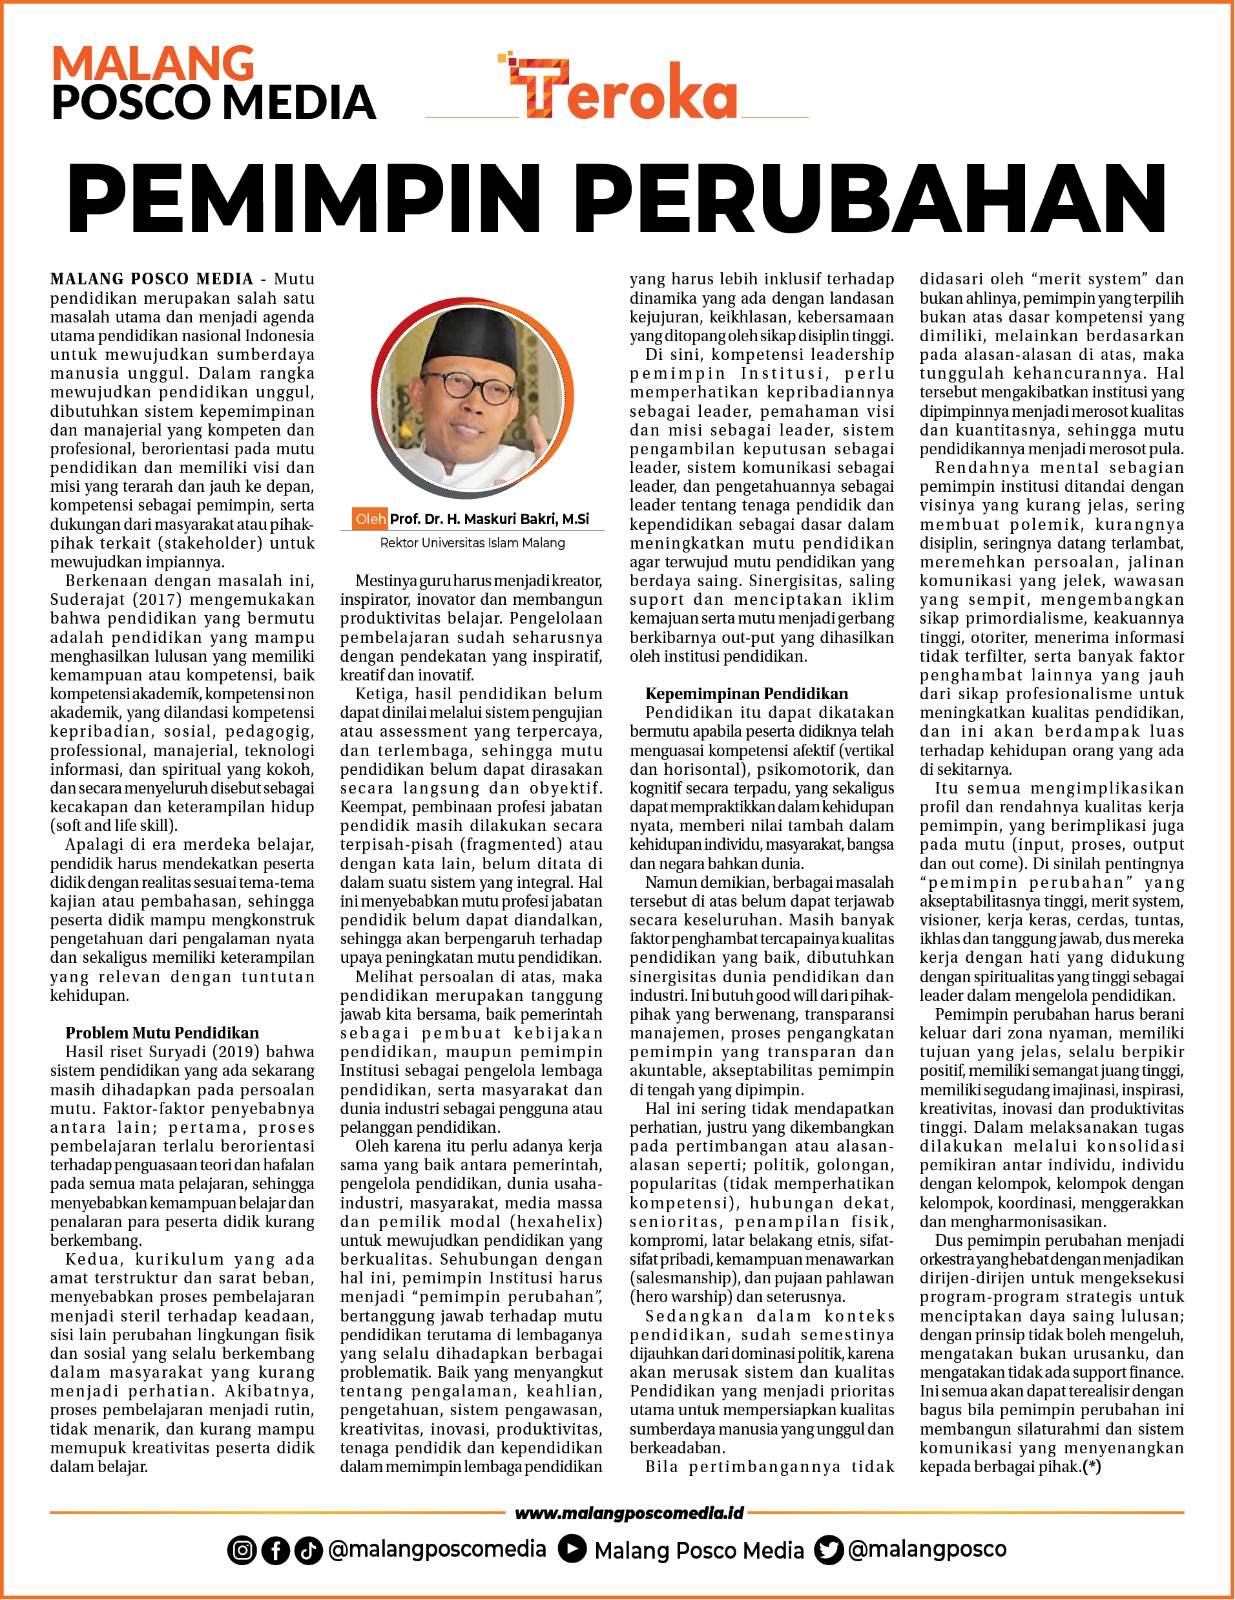 MALANG
POSCO MEDIA
Teroka
PEMIMPIN PERUBAHAN
MALANG POSCO MEDIA - Mutu
pendidikan merupakan salah satu
masalah utama dan menjadi agenda
utama pendidikan nasional Indonesia
untuk mewujudkan sumberdaya
manusia unggul. Dalam rangka
mewujudkan pendidikan unggul,
dibutuhkan sistem kepemimpinan
dan manajerial yang kompeten dan
profesional, berorientasi pada mutu
pendidikan dan memiliki visi dan
misi yang terarah dan jauh ke depan,
kompetensi sebagai pemimpin, serta
dukungan dari masyarakat atau pihak-
pihak terkait (stakeholder) untuk
mewujudkan impiannya.
Berkenaan dengan masalah ini,
Suderajat (2017) mengemukakan
bahwa pendidikan yang bermutu
adalah pendidikan yang mampu
menghasilkan lulusan yang memiliki
kemampuan atau kompetensi, baik
kompetensi akademik, kompetensi non
akademik, yang dilandasi kompetensi
kepribadian, sosial, pedagogig,
professional, manajerial, teknologi
informasi, dan spiritual yang kokoh,
dan secara menyeluruh disebut sebagai
kecakapan dan keterampilan hidup
(soft and life skill).
Apalagi di era merdeka belajar,
pendidik harus mendekatkan peserta
didik dengan realitas sesuai tema-tema
kajian atau pembahasan, sehingga
peserta didik mampu mengkonstruk
pengetahuan dari pengalaman nyata
dan sekaligus memiliki keterampilan
yang relevan dengan tuntutan
kehidupan.
Problem Mutu Pendidikan
Hasil riset Suryadi (2019) bahwa
sistem pendidikan yang ada sekarang
masih dihadapkan pada persoalan
mutu. Faktor-faktor penyebabnya
antara lain; pertama, proses
pembelajaran terlalu berorientasi
terhadap penguasaan teori dan hafalan
pada semua mata pelajaran, sehingga
menyebabkan kemampuan belajar dan
penalaran para peserta didik kurang
berkembang.
Kedua, kurikulum yang ada
amat terstruktur dan sarat beban,
menyebabkan proses pembelajaran
menjadi steril terhadap keadaan,
sisi lain perubahan lingkungan fisik
dan sosial yang selalu berkembang
dalam masyarakat yang kurang
menjadi perhatian. Akibatnya,
proses pembelajaran menjadi rutin,
tidak menarik, dan kurang mampu
memupuk kreativitas peserta didik
dalam belajar.
Oleh Prof. Dr. H. Maskuri Bakri, M.Si
Rektor Universitas Islam Malang
Mestinya guru harus menjadi kreator,
inspirator, inovator dan membangun
produktivitas belajar. Pengelolaan
pembelajaran sudah seharusnya
dengan pendekatan yang inspiratif,
kreatif dan inovatif.
Ketiga, hasil pendidikan belum
dapat dinilai melalui sistem pengujian
atau assessment yang terpercaya,
dan terlembaga, sehingga mutu
pendidikan belum dapat dirasakan
secara langsung dan obyektif.
Keempat, pembinaan profesi jabatan
pendidik masih dilakukan secara
terpisah-pisah (fragmented) atau
dengan kata lain, belum ditata di
dalam suatu sistem yang integral. Hal
ini menyebabkan mutu profesi jabatan
pendidik belum dapat diandalkan,
sehingga akan berpengaruh terhadap
upaya peningkatan mutu pendidikan.
Melihat persoalan di atas, maka
pendidikan merupakan tanggung
jawab kita bersama, baik pemerintah
sebagai pembuat kebijakan
pendidikan, maupun pemimpin
Institusi sebagai pengelola lembaga
pendidikan, serta masyarakat dan
dunia industri sebagai pengguna atau
pelanggan pendidikan.
Oleh karena itu perlu adanya kerja
sama yang baik antara pemerintah,
pengelola pendidikan, dunia usaha-
industri, masyarakat, media massa
dan pemilik modal (hexahelix)
untuk mewujudkan pendidikan yang
berkualitas. Sehubungan dengan
hal ini, pemimpin Institusi harus
menjadi “pemimpin perubahan”,
bertanggung jawab terhadap mutu
pendidikan terutama di lembaganya
yang selalu dihadapkan berbagai
problematik. Baik yang menyangkut
tentang pengalaman, keahlian,
pengetahuan, sistem pengawasan,
kreativitas, inovasi, produktivitas,
tenaga pendidik dan kependidikan
dalam memimpin lembaga pendidikan
yang harus lebih inklusif terhadap
dinamika yang ada dengan landasan
kejujuran, keikhlasan, kebersamaan
yang ditopang oleh sikap disiplin tinggi.
Di sini, kompetensi leadership
pemimpin Institusi, perlu
memperhatikan kepribadiannya
sebagai leader, pemahaman visi
dan misi sebagai leader, sistem
pengambilan keputusan sebagai
leader, sistem komunikasi sebagai
leader, dan pengetahuannya sebagai
leader tentang tenaga pendidik dan
kependidikan sebagai dasar dalam
meningkatkan mutu pendidikan
agar terwujud mutu pendidikan yang
berdaya saing. Sinergisitas, saling
suport dan menciptakan iklim
kemajuan serta mutu menjadi gerbang
berkibarnya out-put yang dihasilkan
oleh institusi pendidikan.
Kepemimpinan Pendidikan
Pendidikan itu dapat dikatakan
bermutu apabila peserta didiknya telah
menguasai kompetensi afektif (vertikal
dan horisontal), psikomotorik, dan
kognitif secara terpadu, yang sekaligus
dapat mempraktikkan dalam kehidupan
nyata, memberi nilai tambah dalam
kehidupan individu, masyarakat, bangsa
dan negara bahkan dunia.
Namun demikian, berbagai masalah
tersebut di atas belum dapat terjawab
secara keseluruhan. Masih banyak
faktor penghambat tercapainya kualitas
pendidikan yang baik, dibutuhkan
sinergisitas dunia pendidikan dan
industri. Ini butuh good will dari pihak-
pihak yang berwenang, transparansi
manajemen, proses pengangkatan
pemimpin yang transparan dan
akuntable, akseptabilitas pemimpin
di tengah yang dipimpin.
Hal ini sering tidak mendapatkan
perhatian, justru yang dikembangkan
pada pertimbangan atau alasan-
alasan seperti; politik, golongan,
popularitas (tidak memperhatikan
kompetensi), hubungan dekat,
senioritas, penampilan fisik,
kompromi, latar belakang etnis, sifat-
sifat pribadi, kemampuan menawarkan
(salesmanship), dan pujaan pahlawan
(hero warship) dan seterusnya.
Sedangkan dalam konteks
pendidikan, sudah semestinya
dijauhkan dari dominasi politik, karena
akan merusak sistem dan kualitas
Pendidikan yang menjadi prioritas
utama untuk mempersiapkan kualitas
sumberdaya manusia yang unggul dan
berkeadaban.
Bila pertimbangannya tidak
didasari oleh “merit system” dan
bukan ahlinya, pemimpin yang terpilih
bukan atas dasar kompetensi yang
dimiliki, melainkan berdasarkan
pada alasan-alasan di atas, maka
tunggulah kehancurannya. Hal
tersebut mengakibatkan institusi yang
dipimpinnya menjadi merosot kualitas
dan kuantitasnya, sehingga mutu
pendidikannya menjadi merosot pula.
Rendahnya mental sebagian
pemimpin institusi ditandai dengan
visinya yang kurang jelas, sering
membuat polemik, kurangnya
disiplin, seringnya datang terlambat,
meremehkan persoalan, jalinan
komunikasi yang jelek, wawasan
yang sempit, mengembangkan
sikap primordialisme, keakuannya
tinggi, otoriter, menerima informasi
tidak terfilter, serta banyak faktor
penghambat lainnya yang jauh
dari sikap profesionalisme untuk
meningkatkan kualitas pendidikan,
dan ini akan berdampak luas
terhadap kehidupan orang yang ada
di sekitarnya.
Itu semua mengimplikasikan
profil dan rendahnya kualitas kerja
pemimpin, yang berimplikasi juga
pada mutu (input, proses, output
dan out come). Di sinilah pentingnya
“pemimpin perubahan” yang
akseptabilitasnya tinggi, merit system,
visioner, kerja keras, cerdas, tuntas,
ikhlas dan tanggung jawab, dus mereka
kerja dengan hati yang didukung
dengan spiritualitas yang tinggi sebagai
leader dalam mengelola pendidikan.
Pemimpin perubahan harus berani
keluar dari zona nyaman, memiliki
tujuan yang jelas, selalu berpikir
positif, memiliki semangat juang tinggi,
memiliki segudang imajinasi, inspirasi,
kreativitas, inovasi dan produktivitas
tinggi. Dalam melaksanakan tugas
dilakukan melalui konsolidasi
pemikiran antar individu, individu
dengan kelompok, kelompok dengan
kelompok, koordinasi, menggerakkan
dan mengharmonisasikan.
Dus pemimpin perubahan menjadi
orkestra yang hebat dengan menjadikan
dirijen-dirijen untuk mengeksekusi
program-program strategis untuk
menciptakan daya saing lulusan;
dengan prinsip tidak boleh mengeluh,
mengatakan bukan urusanku, dan
mengatakan tidak ada support finance.
Ini semua akan dapat terealisir dengan
bagus bila pemimpin perubahan ini
membangun silaturahmi dan sistem
komunikasi yang menyenangkan
kepada berbagai pihak.(*)
www.malangposcomedia.id
@malangposcomedia Malang Posco Media @malangposco